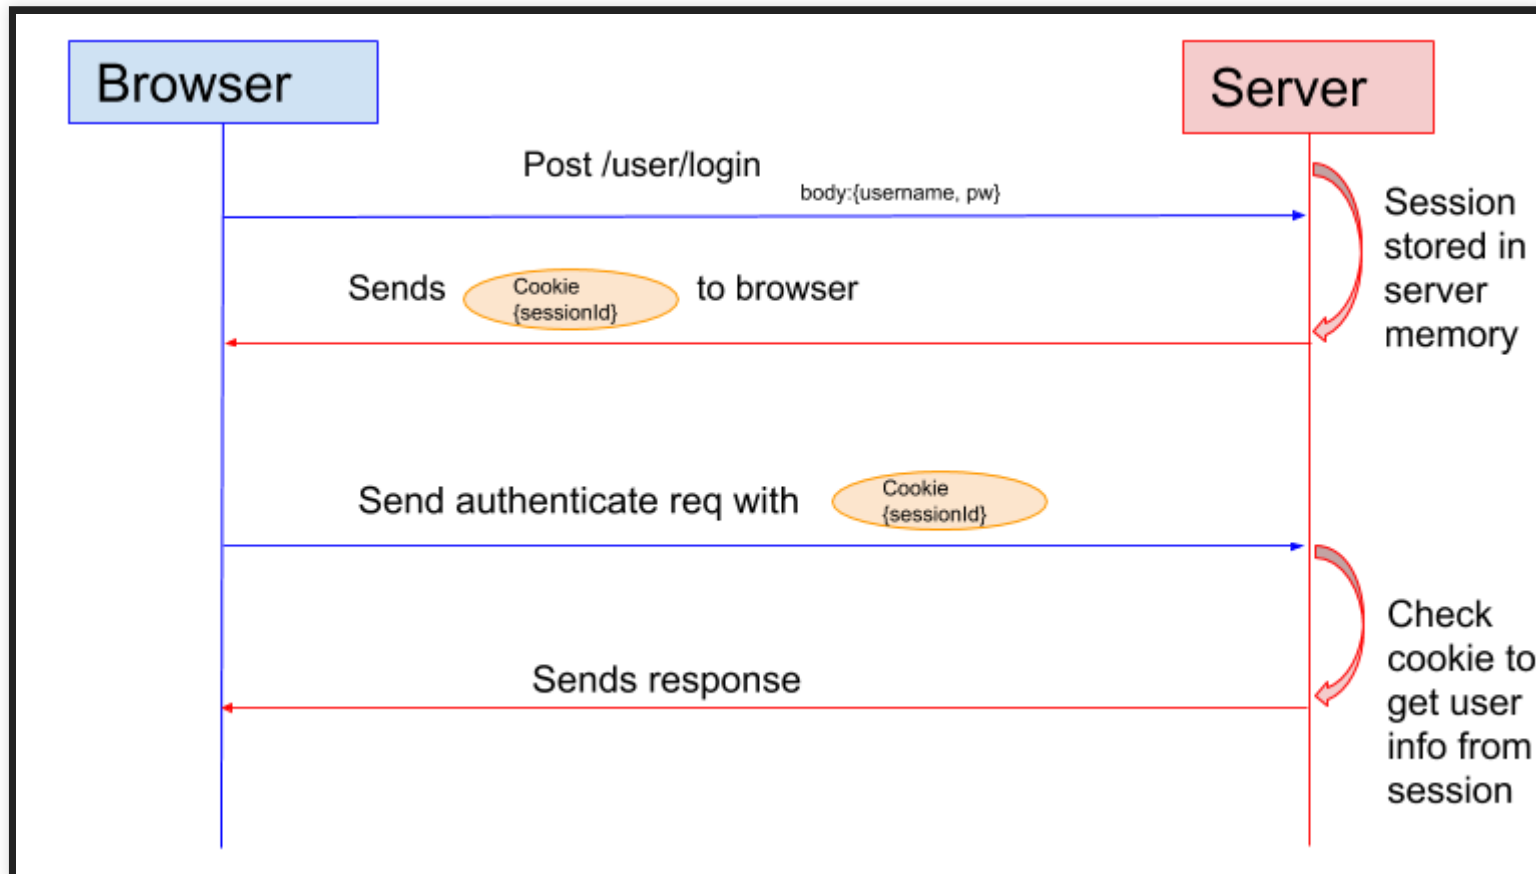 Browser
Server
Post /user/login
body:{username, pw}
Session
stored in
server
memory
Sends
Cookie
{sessionId}
to browser
Send authenticate req with
Cookie
{sessionId}
Check
cookie to
get user
info from
session
Sends response